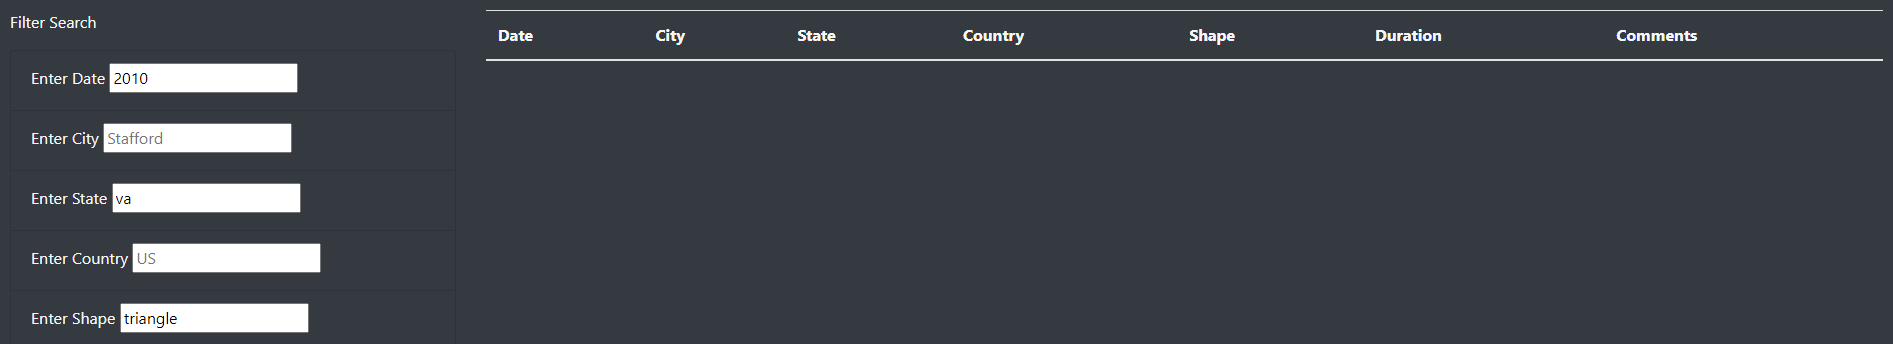 Filter Search
Enter Date 2010
Enter City Stafford
Enter State va
Enter Country US
Enter Shape triangle
Date City State Country Shape Duration Comments